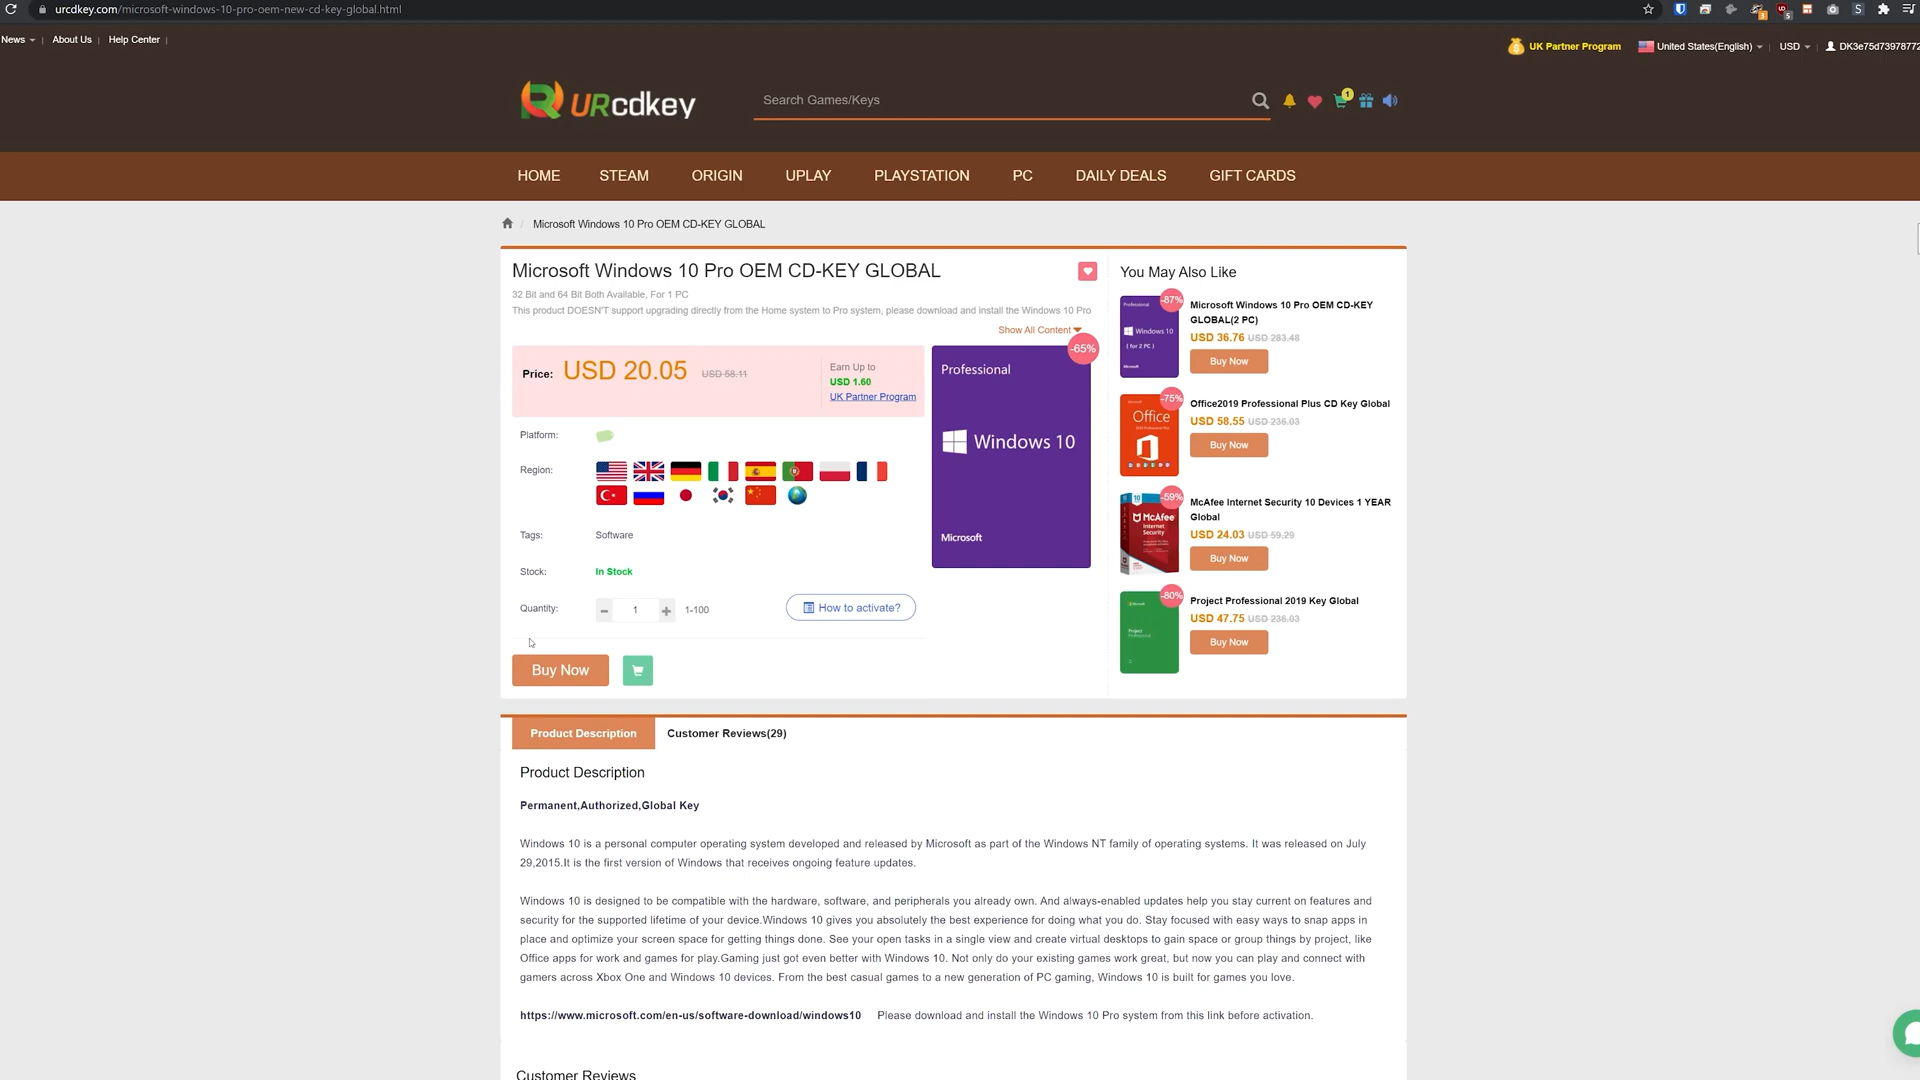 urcdkey.com/microsoft-windows-10-pro-oem-new-cd-key-global.html
News | About Us | Help Center |
UK Partner Program United States(English) | USD | DK3e75d73978772
URcdkey
Search Games/Keys
1
HOME STEAM ORIGIN UPLAY PLAYSTATION PC DAILY DEALS GIFT CARDS
/ Microsoft Windows 10 Pro OEM CD-KEY GLOBAL
Microsoft Windows 10 Pro OEM CD-KEY GLOBAL
32 Bit and 64 Bit Both Available, For 1 PC
This product DOESN'T support upgrading directly from the Home system to Pro system, please download and install the Windows 10 Pro
Show All Content
Price: USD 20.05 USD 58.11
Earn Up to
USD 1.60
UK Partner Program
-65%
Professional
Windows 10
Microsoft
Platform:
Region:
Tags: Software
Stock: In Stock
Quantity: − 1 + 1-100
How to activate?
Buy Now
You May Also Like
-87%
Professional
Windows 10
( for 2 PC )
Microsoft
Microsoft Windows 10 Pro OEM CD-KEY
GLOBAL(2 PC)
USD 36.76 USD 283.48
Buy Now
-75%
Office
Office2019 Professional Plus CD Key Global
USD 58.55 USD 236.03
Buy Now
-59%
10
McAfee
Internet
Security
McAfee Internet Security 10 Devices 1 YEAR
Global
USD 24.03 USD 59.29
Buy Now
-80%
Project
Professional
Project Professional 2019 Key Global
USD 47.75 USD 236.03
Buy Now
Product Description Customer Reviews(29)
Product Description
Permanent,Authorized,Global Key
Windows 10 is a personal computer operating system developed and released by Microsoft as part of the Windows NT family of operating systems. It was released on July
29,2015.It is the first version of Windows that receives ongoing feature updates.
Windows 10 is designed to be compatible with the hardware, software, and peripherals you already own. And always-enabled updates help you stay current on features and
security for the supported lifetime of your device.Windows 10 gives you absolutely the best experience for doing what you do. Stay focused with easy ways to snap apps in
place and optimize your screen space for getting things done. See your open tasks in a single view and create virtual desktops to gain space or group things by project, like
Office apps for work and games for play.Gaming just got even better with Windows 10. Not only do your existing games work great, but now you can play and connect with
gamers across Xbox One and Windows 10 devices. From the best casual games to a new generation of PC gaming, Windows 10 is built for games you love.
https://www.microsoft.com/en-us/software-download/windows10 Please download and install the Windows 10 Pro system from this link before activation.
Customer Reviews